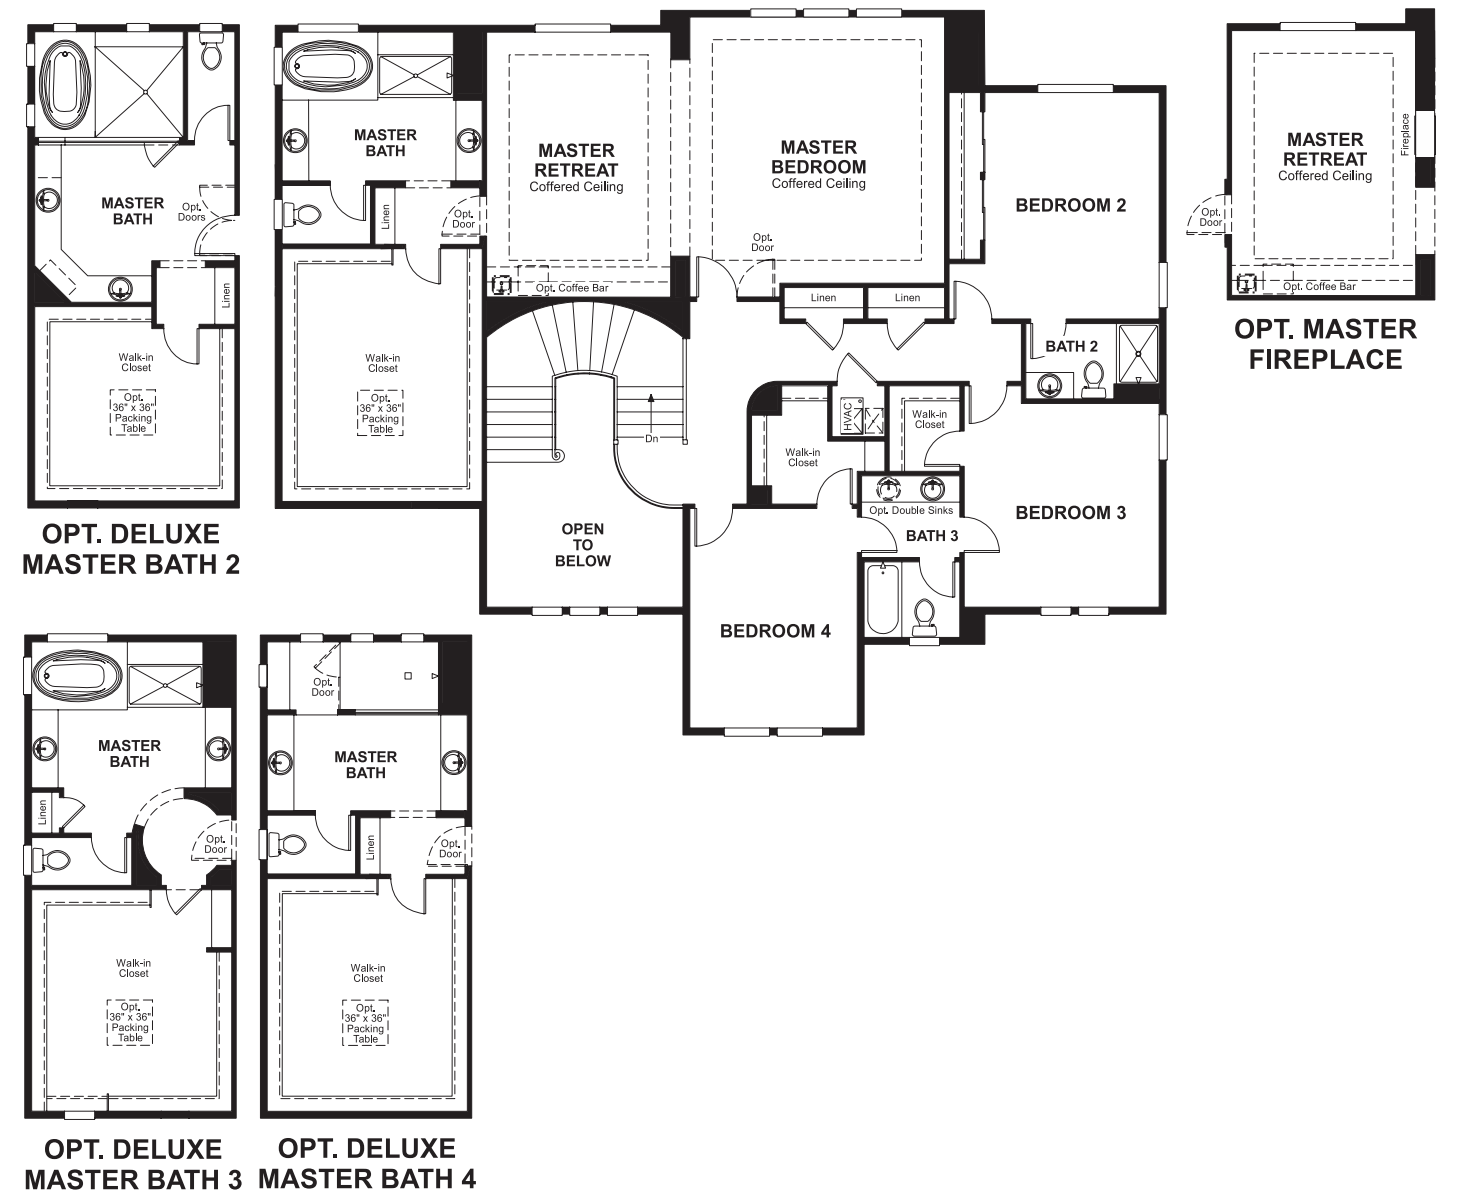 MASTER
BATH
Opt.
Doors
Linen
Walk-in
Closet
Opt.
36" x 36"
Packing
Table
OPT. DELUXE
MASTER BATH 2
MASTER
BATH
Linen
Opt.
Door
Walk-in
Closet
Opt.
36" x 36"
Packing
Table
MASTER
RETREAT
Coffered Ceiling
Opt. Coffee Bar
MASTER
BEDROOM
Coffered Ceiling
Opt.
Door
Linen
Linen
BEDROOM 2
BATH 2
Dn
HVAC
Walk-in
Closet
Walk-in
Closet
Opt. Double Sinks
BATH 3
BEDROOM 3
OPEN
TO
BELOW
BEDROOM 4
Fireplace
MASTER
RETREAT
Coffered Ceiling
Opt.
Door
Opt. Coffee Bar
OPT. MASTER
FIREPLACE
MASTER
BATH
Linen
Opt.
Door
Walk-in
Closet
Opt.
36" x 36"
Packing
Table
OPT. DELUXE
MASTER BATH 3
Opt.
Door
MASTER
BATH
Linen
Opt.
Door
Walk-in
Closet
Opt.
36" x 36"
Packing
Table
OPT. DELUXE
MASTER BATH 4